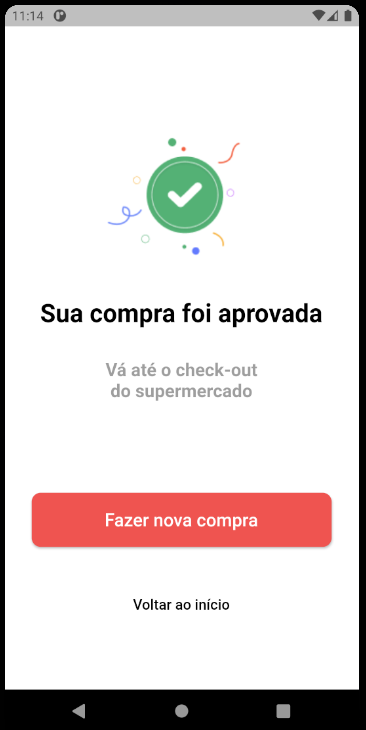 11:14
Sua compra foi aprovada
Vá até o check-out
do supermercado
Fazer nova compra
Voltar ao início